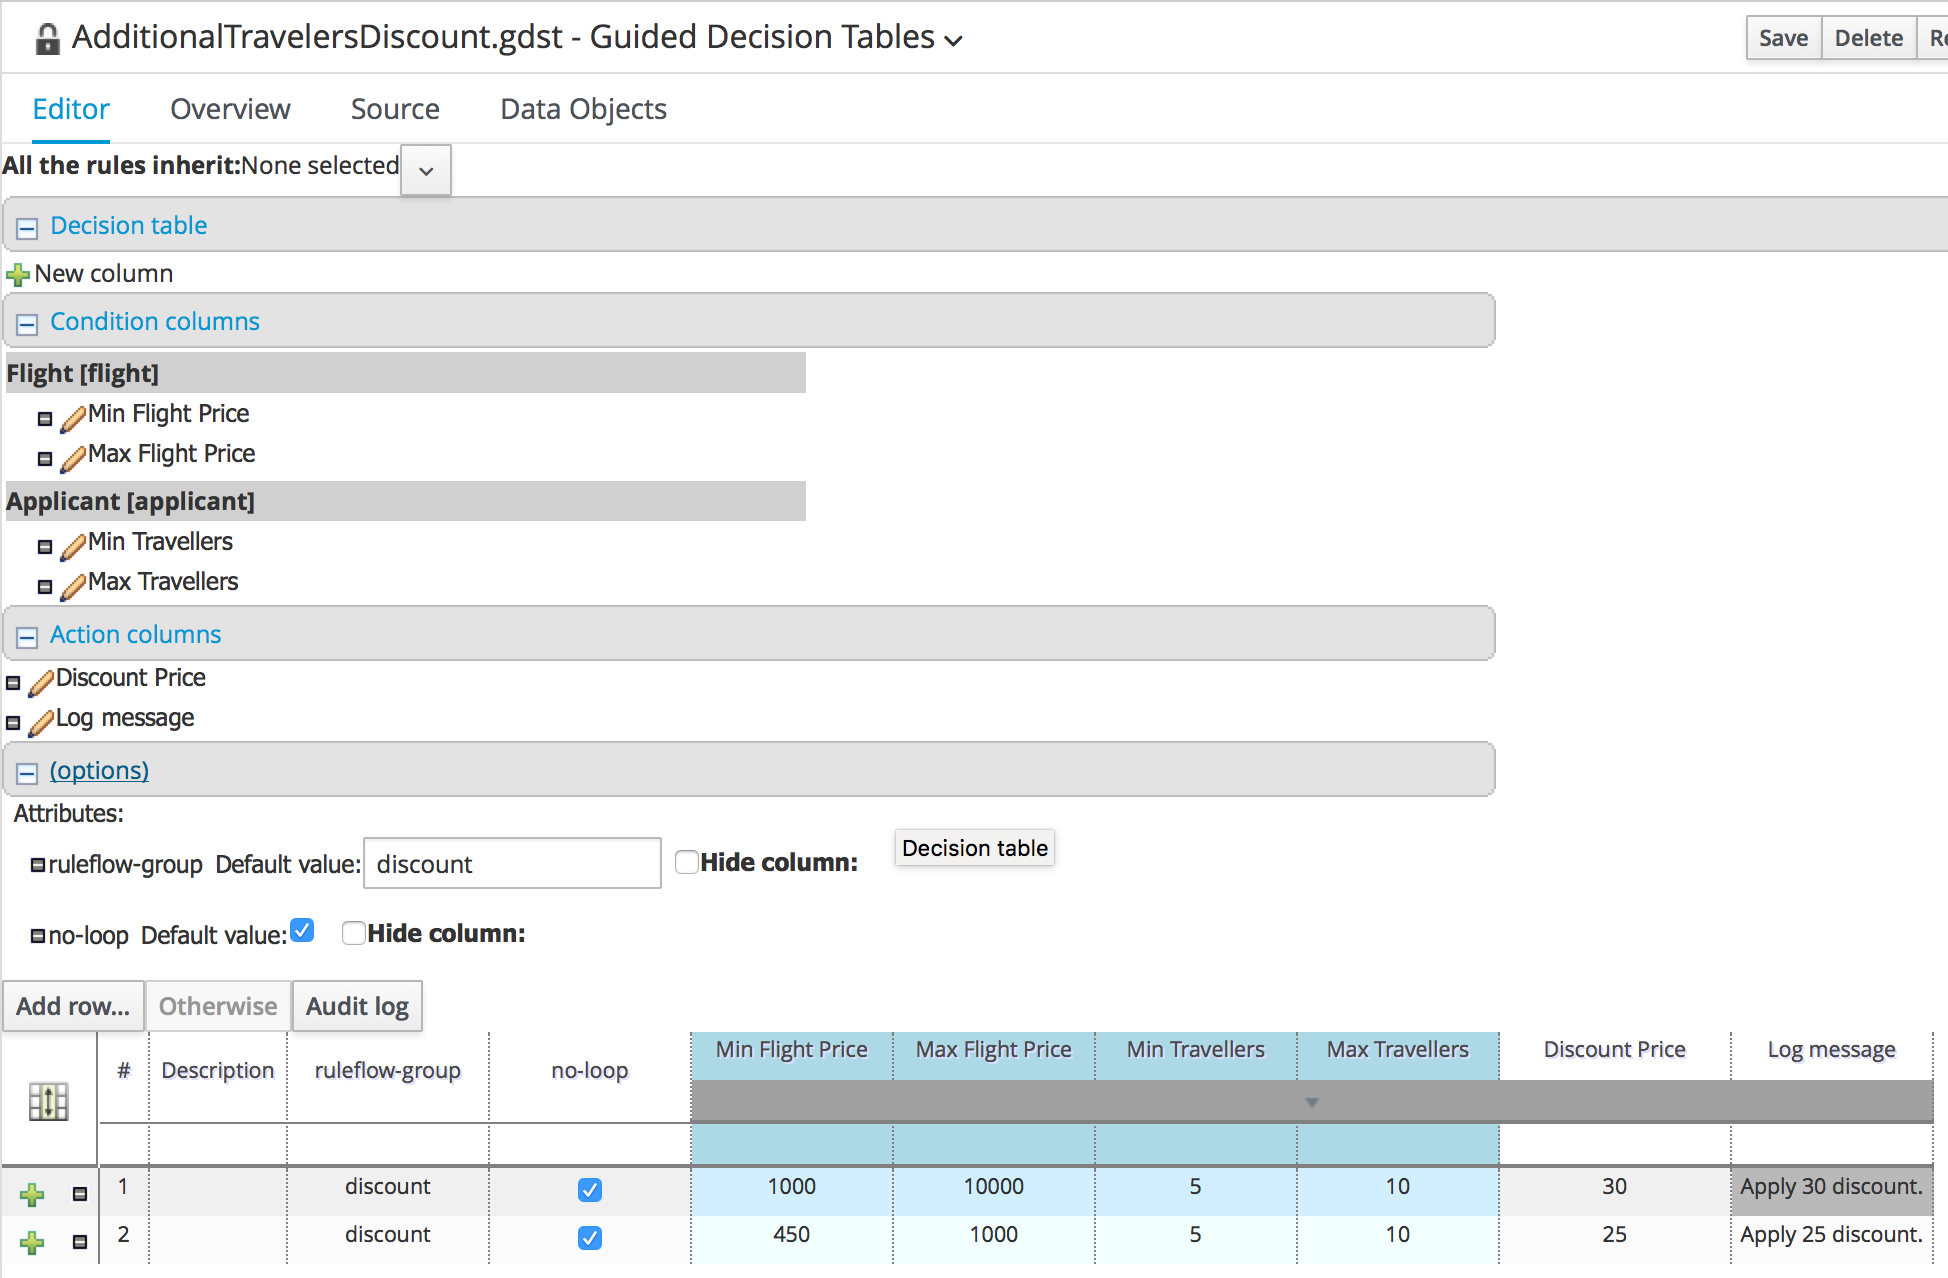 AdditionalTravelersDiscount.gdst - Guided Decision Tables
Save Delete Re
Editor Overview Source Data Objects
All the rules inherit:None selected
Decision table
New column
Condition columns
Flight [flight]
Min Flight Price
Max Flight Price
Applicant [applicant]
Min Travellers
Max Travellers
Action columns
Discount Price
Log message
(options)
Attributes:
ruleflow-group Default value: discount Hide column: Decision table
no-loop Default value: Hide column:
Add row... Otherwise Audit log
# Description ruleflow-group no-loop Min Flight Price Max Flight Price Min Travellers Max Travellers Discount Price Log message
1 discount 1000 10000 5 10 30 Apply 30 discount.
2 discount 450 1000 5 10 25 Apply 25 discount.